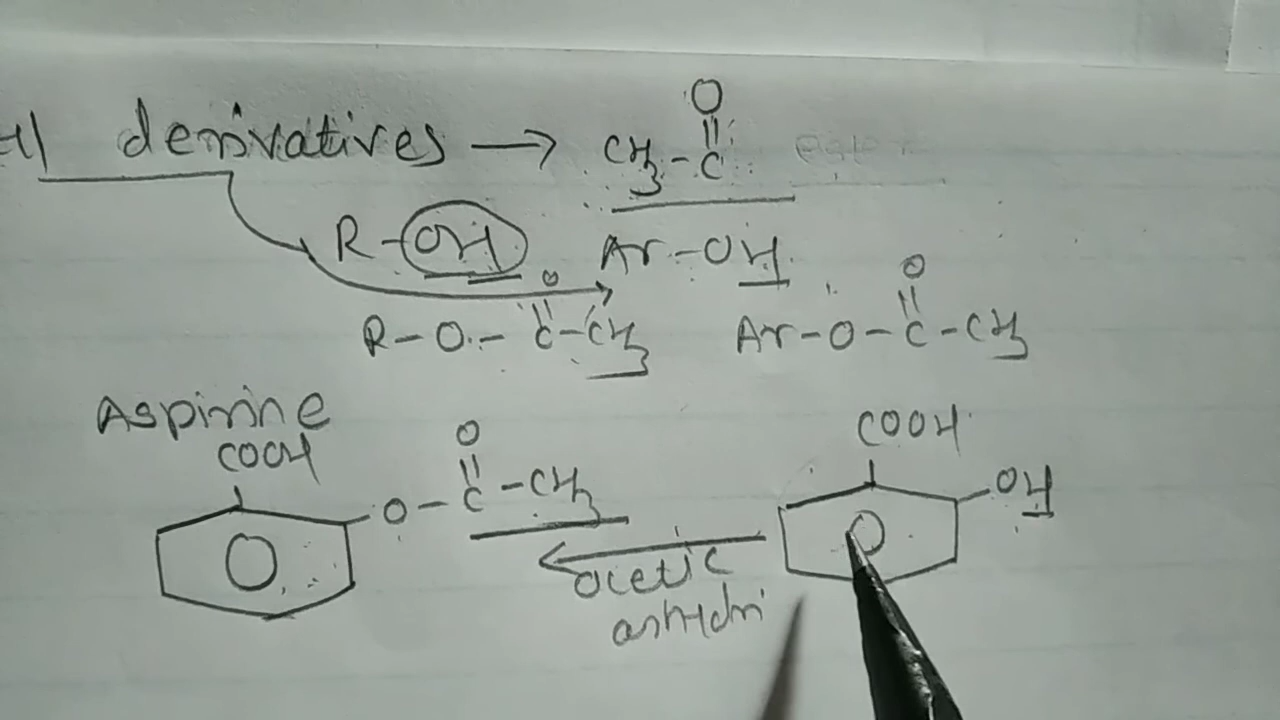 derivatives → CH3-C
O
R-OH Ar-OH
O O
R-O-C-CH3 Ar-O-C-CH3
Aspirine
COOH O COOH
O-C-CH3 OH
acetic
anhydri